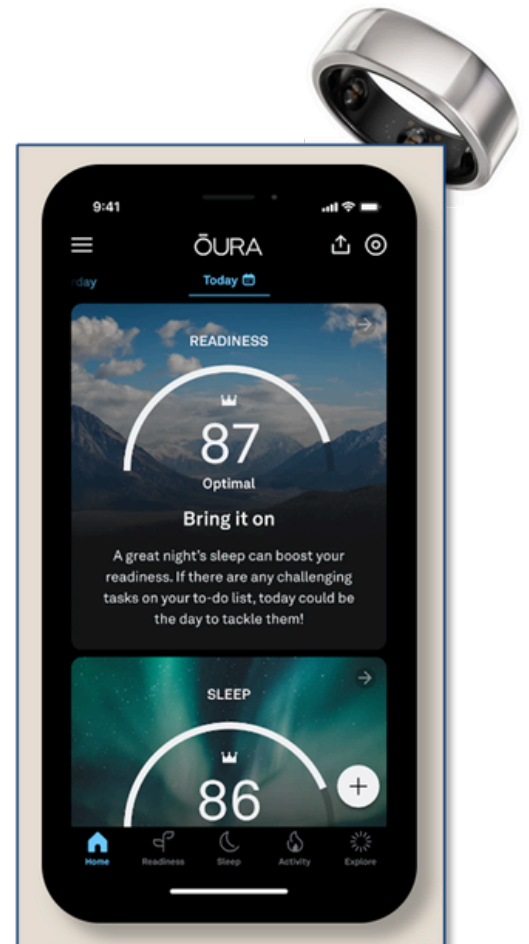 9:41
ŌURA
day
Today
READINESS
87
Optimal
Bring it on
A great night's sleep can boost your
readiness. If there are any challenging
tasks on your to-do list, today could be
the day to tackle them!
SLEEP
86
Home
Readiness
Sleep
Activity
Explore